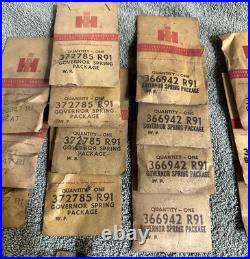 IH
QUANTITY - ONE
372785 R91
GOVERNOR SPRING
PACKAGE
W. P.
QUANTITY - ONE
372785 R91
GOVERNOR SPRING
PACKAGE
W. P.
QUANTITY - ONE
372785 R91
GOVERNOR SPRING
PACKAGE
W. P.
QUANTITY - ONE
372785 R91
GOVERNOR SPRING
PACKAGE
W. P.
IH
QUANTITY - ONE
366942 R91
GOVERNOR SPRING PACKAGE
W. P.
QUANTITY - ONE
366942 R91
GOVERNOR SPRING PACKAGE
W. P.
QUANTITY - ONE
366942 R91
GOVERNOR SPRING PACKAGE
W. P.
QUANTITY - ONE
366942 R91
GOVERNOR SPRING PACKAGE
W. P.